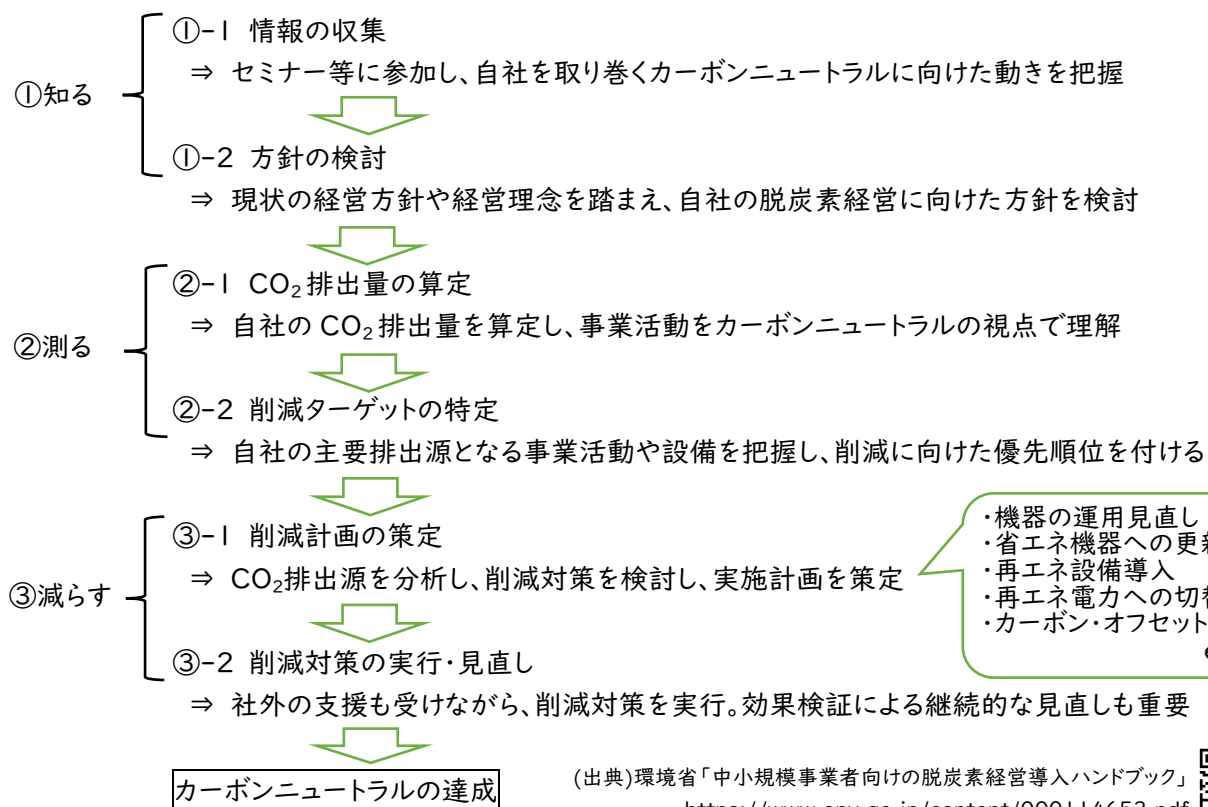 ①知る
①-1 情報の収集
⇒ セミナー等に参加し、自社を取り巻くカーボンニュートラルに向けた動きを把握
①-2 方針の検討
⇒ 現状の経営方針や経営理念を踏まえ、自社の脱炭素経営に向けた方針を検討
②測る
②-1 CO₂排出量の算定
⇒ 自社の CO₂排出量を算定し、事業活動をカーボンニュートラルの視点で理解
②-2 削減ターゲットの特定
⇒ 自社の主要排出源となる事業活動や設備を把握し、削減に向けた優先順位を付ける
③減らす
③-1 削減計画の策定
⇒ CO₂排出源を分析し、削減対策を検討し、実施計画を策定
・機器の運用見直し
・省エネ機器への更
・再エネ設備導入
・再エネ電力への切
・カーボン・オフセット
③-2 削減対策の実行・見直し
⇒ 社外の支援も受けながら、削減対策を実行。効果検証による継続的な見直しも重要
カーボンニュートラルの達成
(出典)環境省「中小規模事業者向けの脱炭素経営導入ハンドブック」